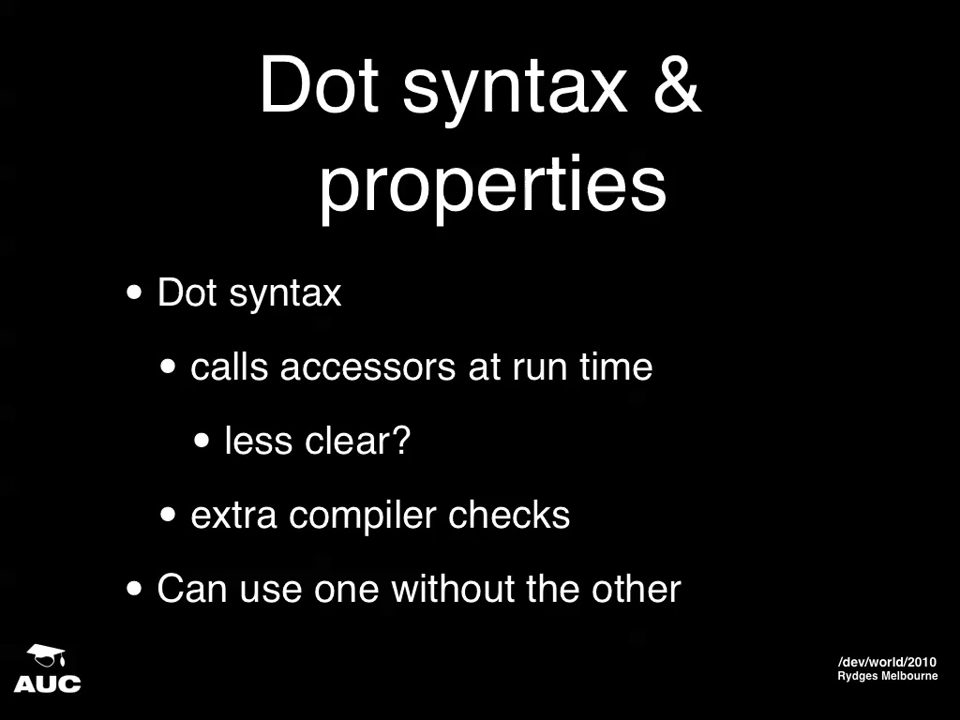 Dot syntax &
properties
• Dot syntax
• calls accessors at run time
• less clear?
• extra compiler checks
• Can use one without the other
AUC
/dev/world/2010
Rydges Melbourne